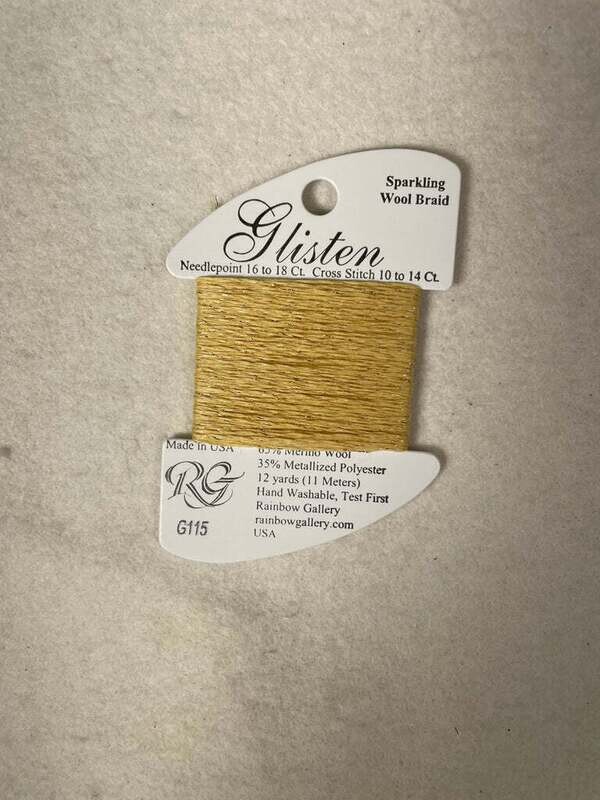 Sparkling
Wool Braid
Glisten
Needlepoint 16 to 18 Ct. Cross Stitch 10 to 14 Ct.
Made in USA
65% Merino Wool
35% Metallized Polyester
12 yards (11 Meters)
Hand Washable, Test First
Rainbow Gallery
rainbowgallery.com
USA
RG
G115